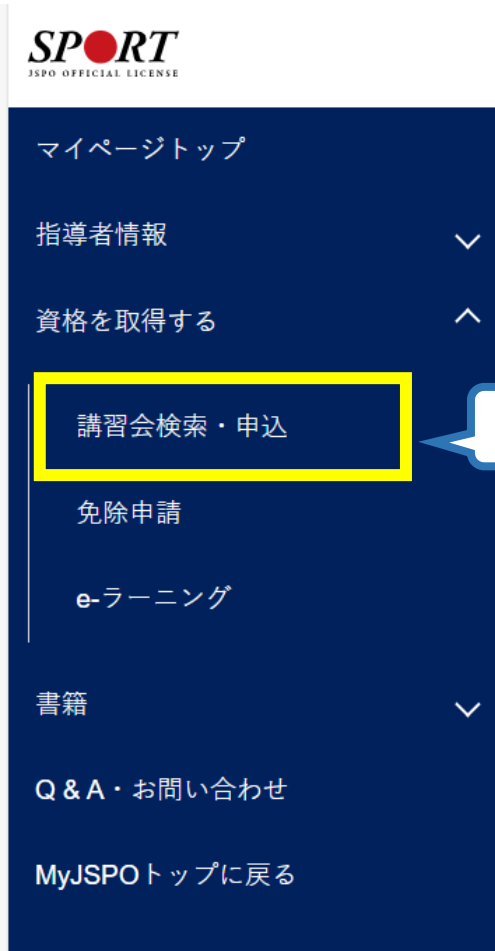 SPORT
JSPO OFFICIAL LICENSE
マイページトップ
指導者情報
資格を取得する
講習会検索・申込
免除申請
e-ラーニング
書籍
Q & A・お問い合わせ
MyJSPOトップに戻る